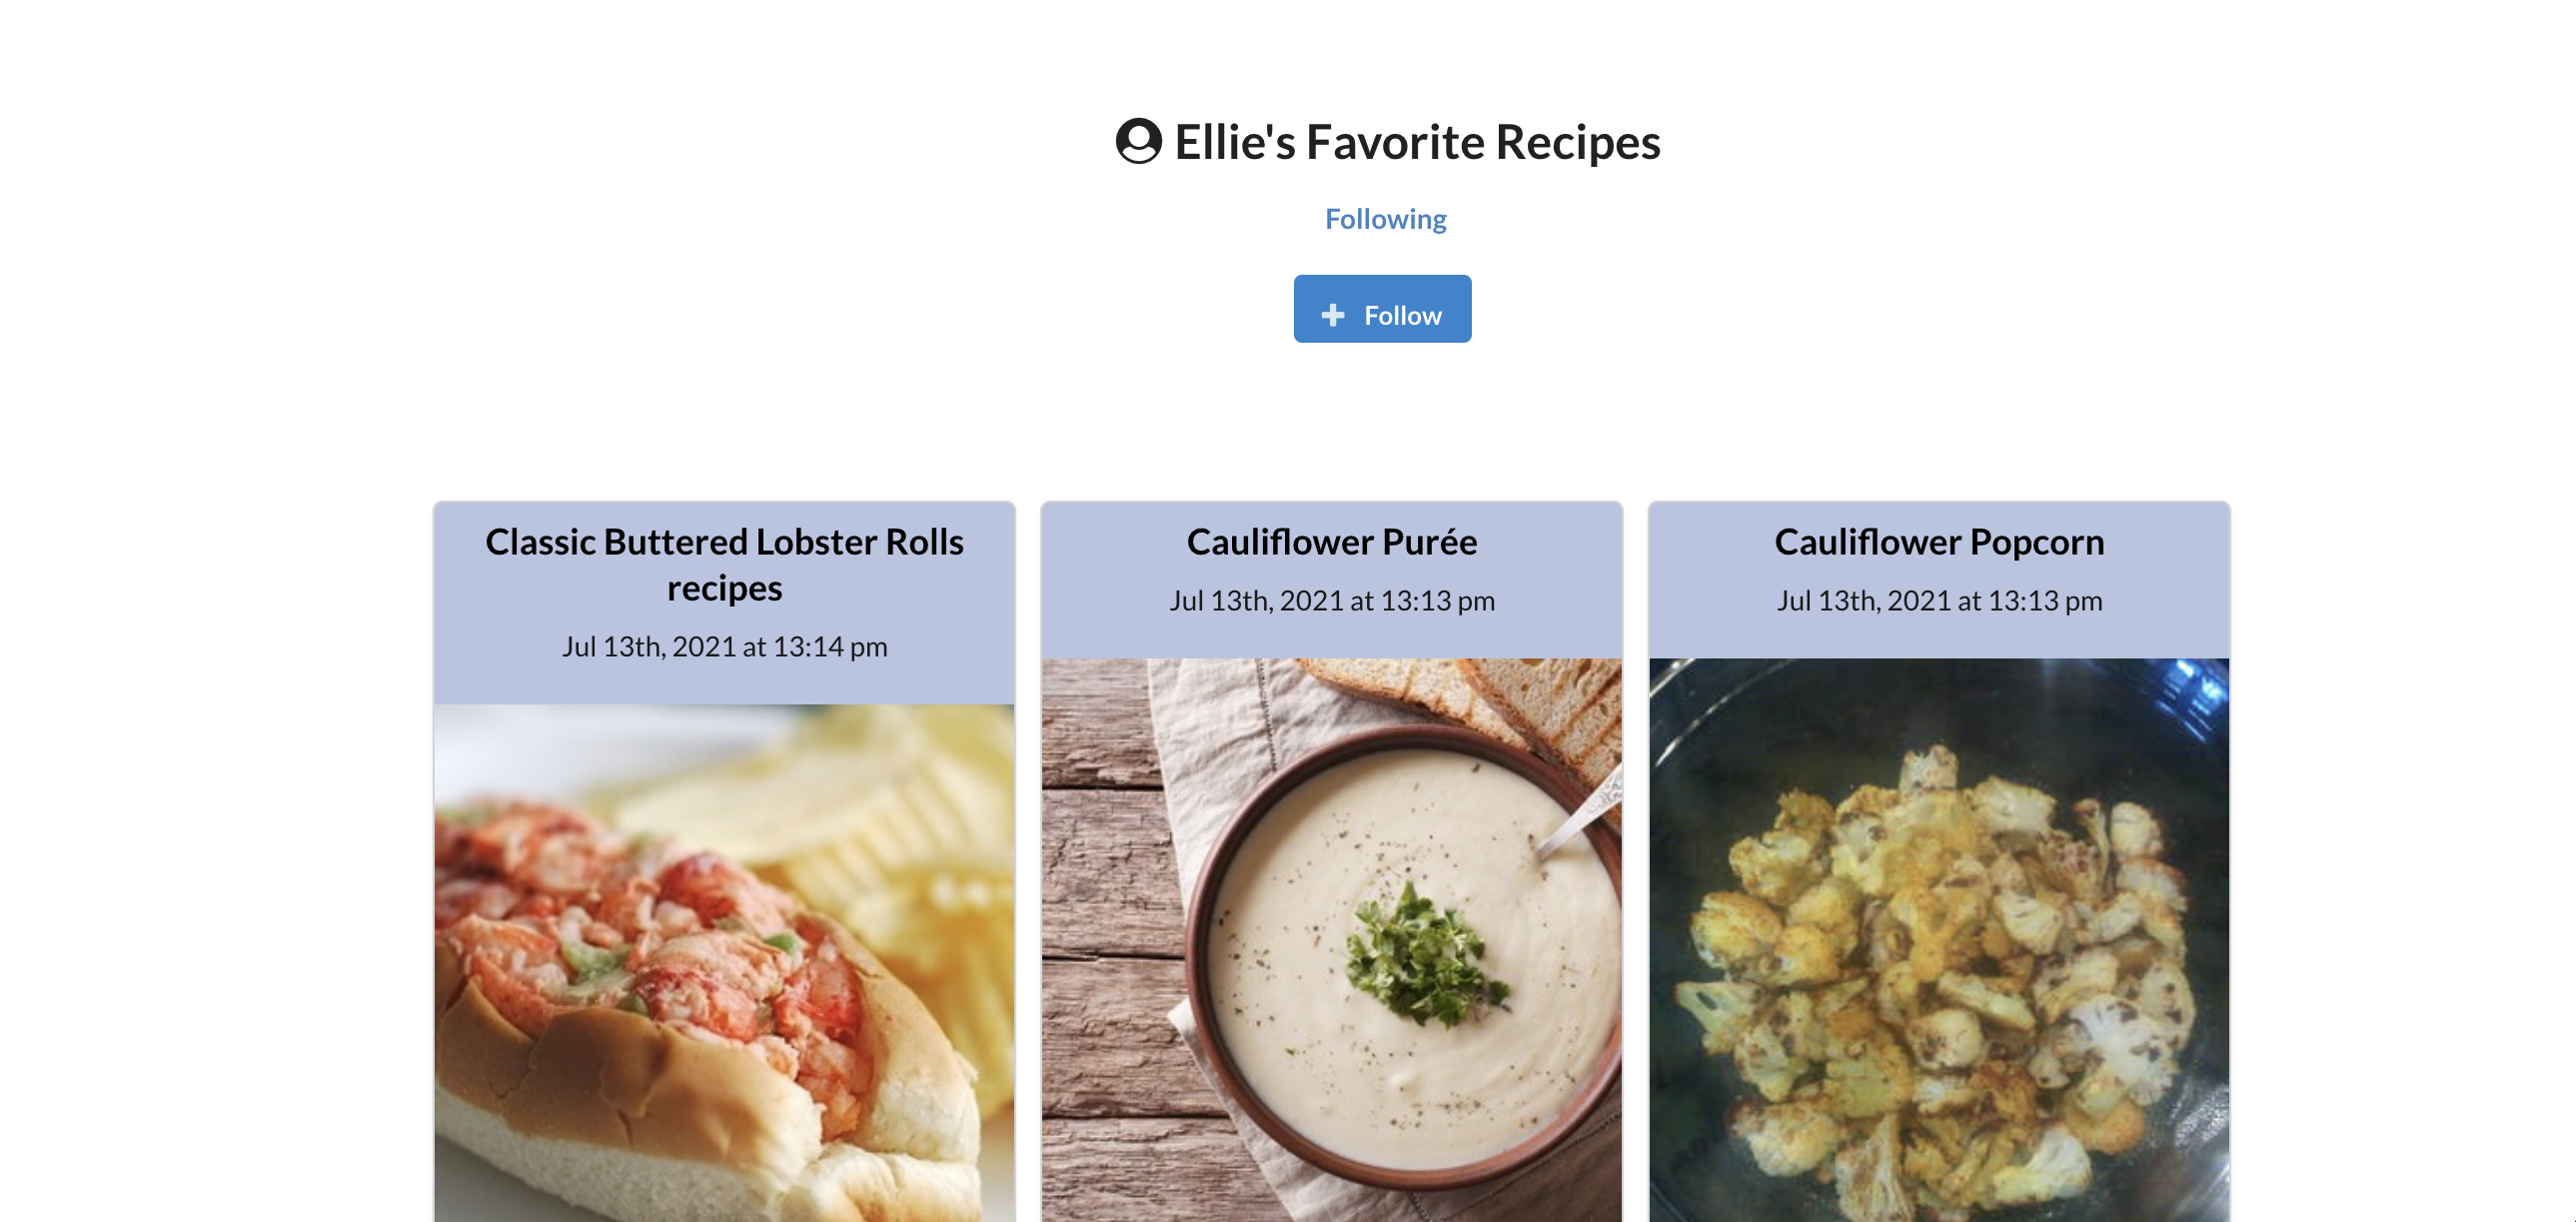 Ellie's Favorite Recipes
Following
Follow
Classic Buttered Lobster Rolls
recipes
Jul 13th, 2021 at 13:14 pm
Cauliflower Purée
Jul 13th, 2021 at 13:13 pm
Cauliflower Popcorn
Jul 13th, 2021 at 13:13 pm